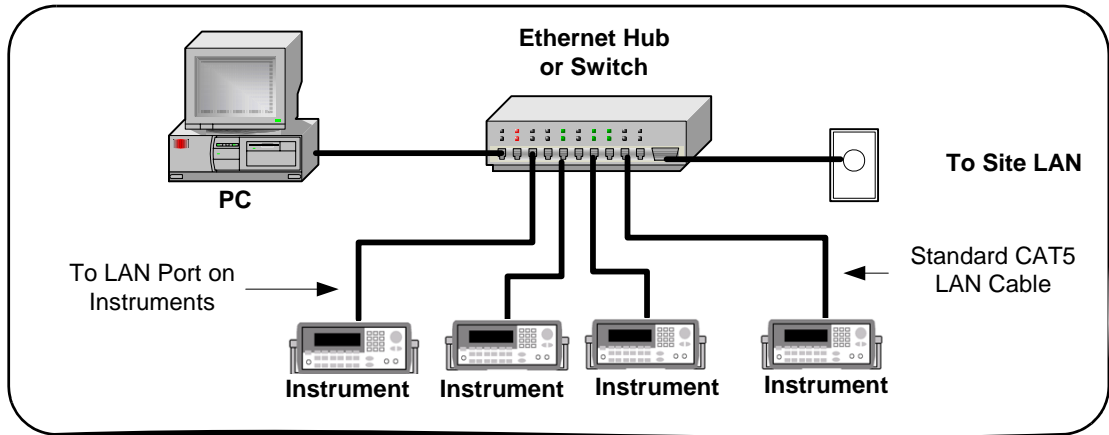 Ethernet Hub
or Switch
PC
To Site LAN
To LAN Port on
Instruments
Standard CAT5
LAN Cable
Instrument
Instrument
Instrument
Instrument